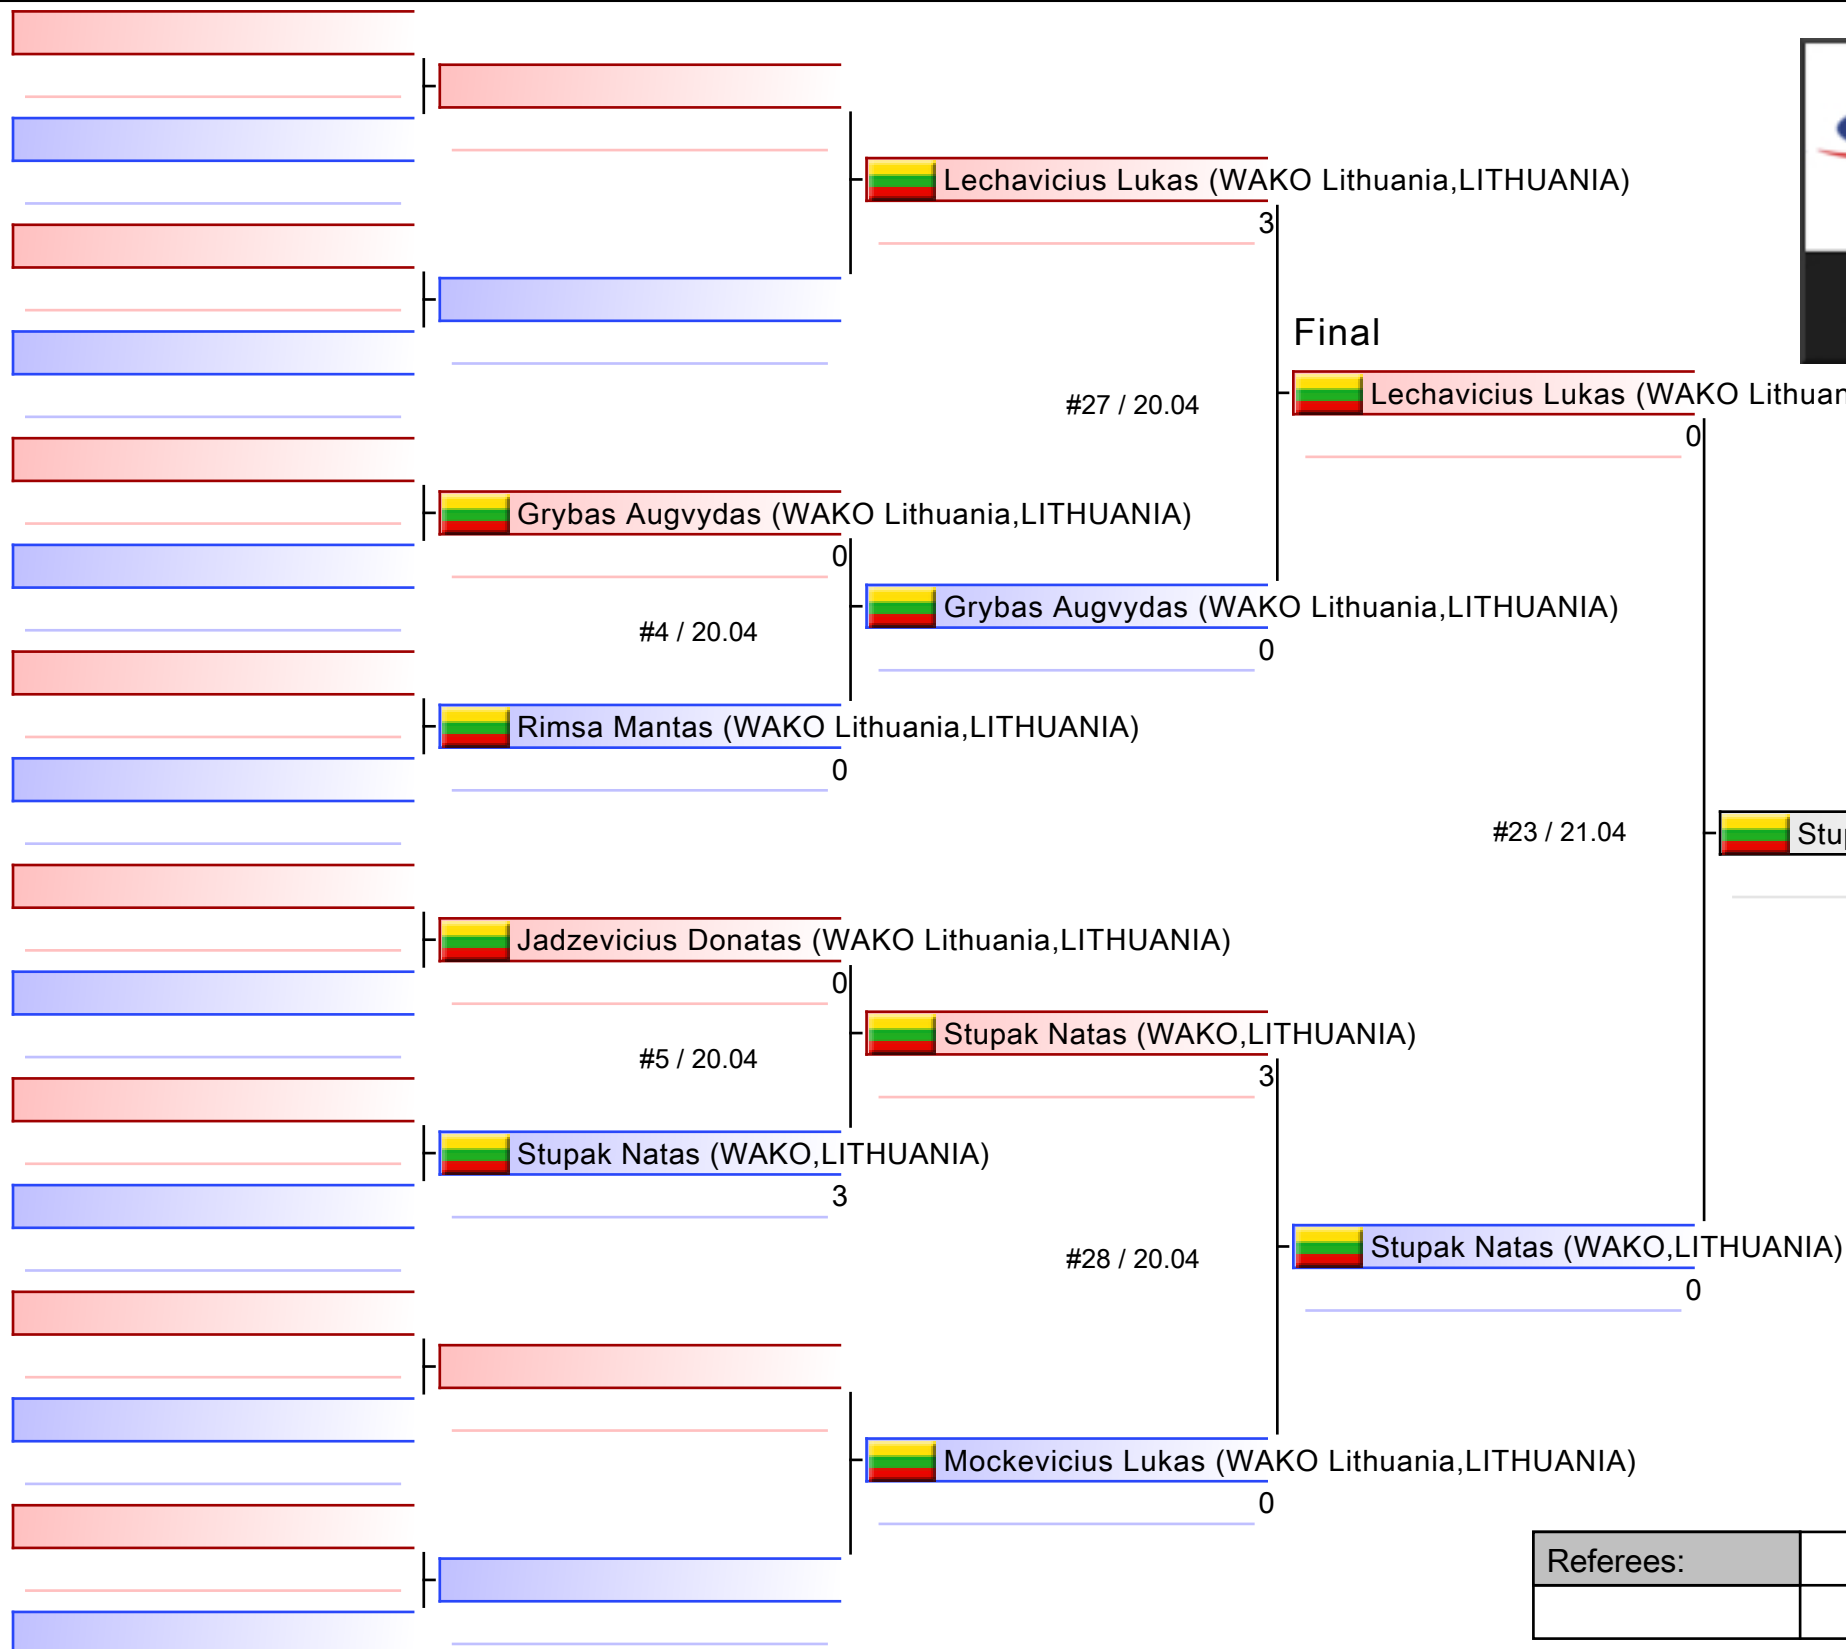 Lechavicius Lukas (WAKO Lithuania,LITHUANIA)
3
Final
#27 / 20.04
Lechavicius Lukas (WAKO
0
Grybas Augvydas (WAKO Lithuania,LITHUANIA)
0
#4 / 20.04
Grybas Augvydas (WAKO Lithuania,LITHUANIA)
0
Rimsa Mantas (WAKO Lithuania,LITHUANIA)
0
#23 / 21.04
Jadzevicius Donatas (WAKO Lithuania,LITHUANIA)
0
Stupak Natas (WAKO,LITHUANIA)
3
#5 / 20.04
Stupak Natas (WAKO,LITHUANIA)
3
#28 / 20.04
Stupak Natas (WAKO,LITHUANIA)
0
Mockevicius Lukas (WAKO Lithuania,LITHUANIA)
0
Referees: